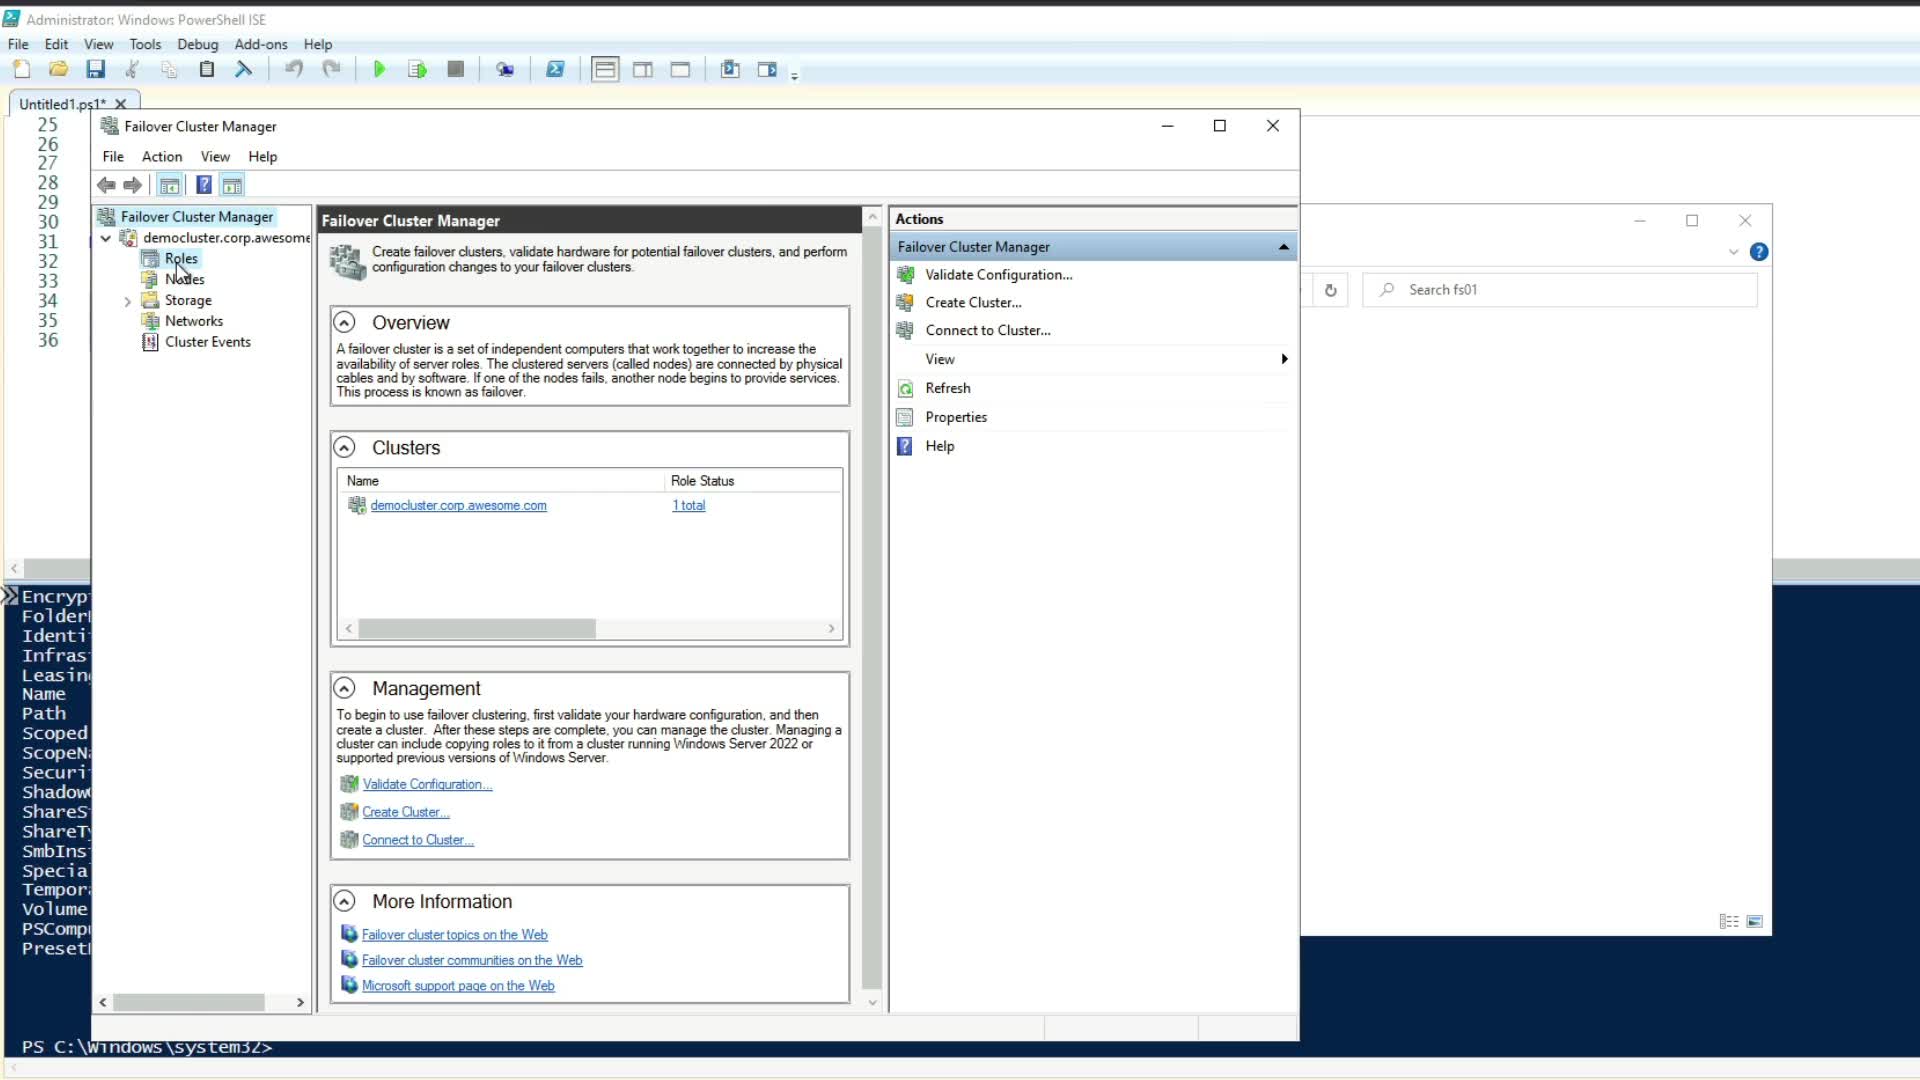 Administrator: Windows PowerShell ISE
File Edit View Tools Debug Add-ons Help
Untitled1.ps1* X
25
26
27
28
29
30
31
32
33
34
35
36
Failover Cluster Manager
File Action View Help
Failover Cluster Manager
democluster.corp.awesome
Roles
Nodes
Storage
Networks
Cluster Events
Failover Cluster Manager
Create failover clusters, validate hardware for potential failover clusters, and perform
configuration changes to your failover clusters.
Overview
A failover cluster is a set of independent computers that work together to increase the
availability of server roles. The clustered servers (called nodes) are connected by physical
cables and by software. If one of the nodes fails, another node begins to provide services.
This process is known as failover.
Clusters
Name Role Status
democluster.corp.awesome.com 1 total
Management
To begin to use failover clustering, first validate your hardware configuration, and then
create a cluster. After these steps are complete, you can manage the cluster. Managing a
cluster can include copying roles to it from a cluster running Windows Server 2022 or
supported previous versions of Windows Server.
Validate Configuration...
Create Cluster...
Connect to Cluster...
More Information
Failover cluster topics on the Web
Failover cluster communities on the Web
Microsoft support page on the Web
Actions
Failover Cluster Manager
Validate Configuration...
Create Cluster...
Connect to Cluster...
View
Refresh
Properties
Help
Search fs01
Encryp
Folder
Identi
Infras
Leasin
Name
Path
Scoped
ScopeN
Securi
Shadow
ShareS
ShareT
SmbIns
Specia
Tempora
Volume
PSComp
Preset
PS C:\Windows\system32>